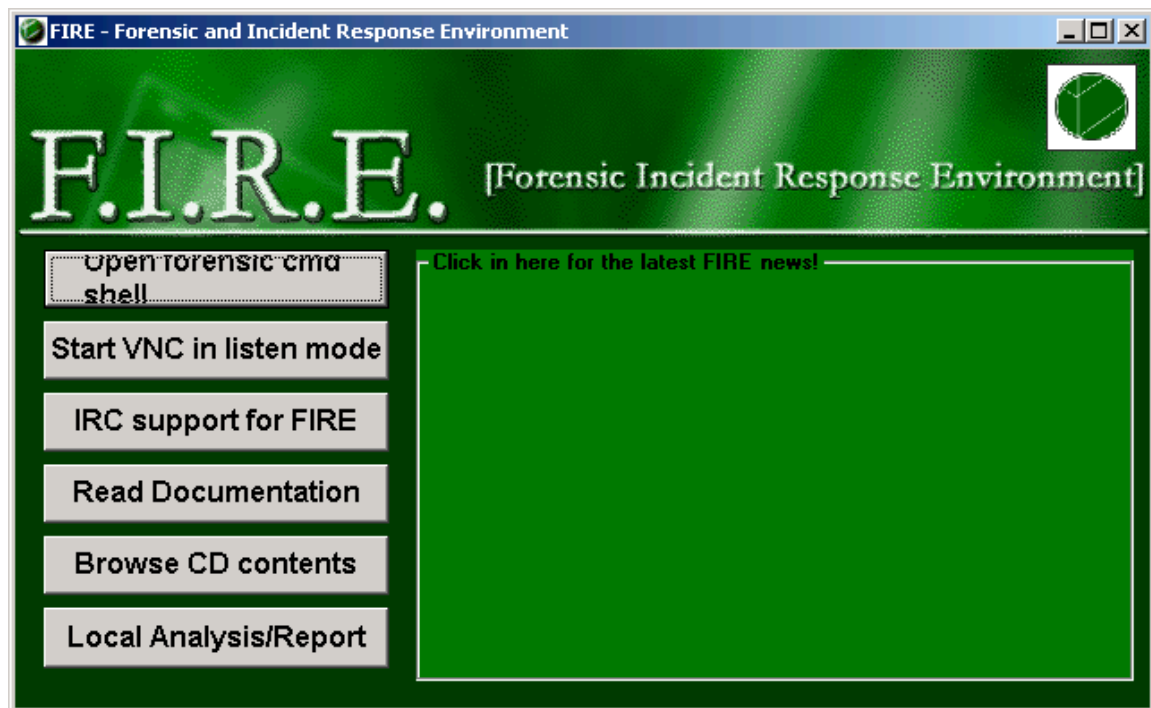 FIRE - Forensic and Incident Response Environment
F.I.R.E.
[Forensic Incident Response Environment]
Open forensic cmd
shell
Click in here for the latest FIRE news!
Start VNC in listen mode
IRC support for FIRE
Read Documentation
Browse CD contents
Local Analysis/Report